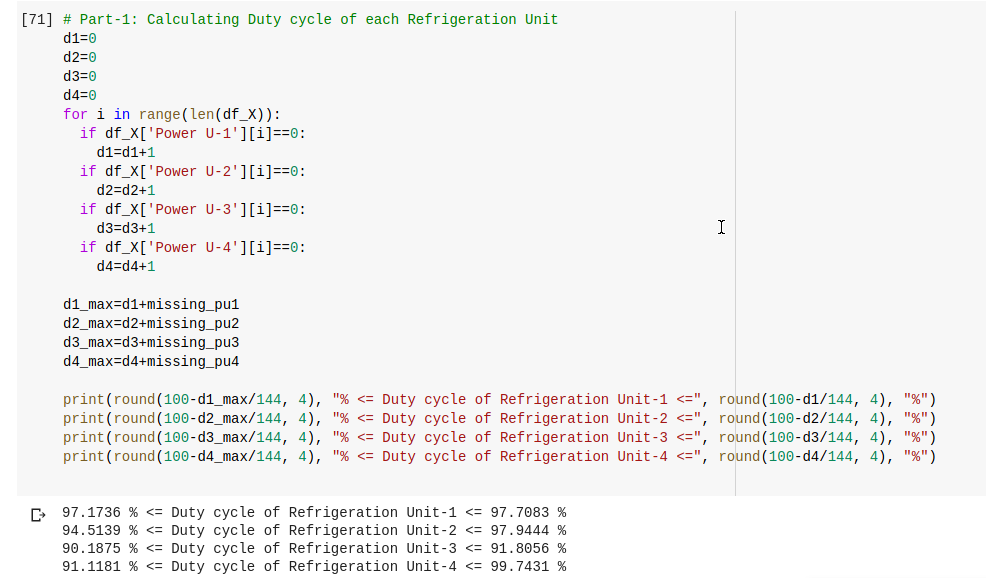 [71] # Part-1: Calculating Duty cycle of each Refrigeration Unit
d1=0
d2=0
d3=0
d4=0
for i in range(len(df_X)):
  if df_X['Power U-1'][i]==0:
    d1=d1+1
  if df_X['Power U-2'][i]==0:
    d2=d2+1
  if df_X['Power U-3'][i]==0:
    d3=d3+1
  if df_X['Power U-4'][i]==0:
    d4=d4+1
d1_max=d1+missing_pu1
d2_max=d2+missing_pu2
d3_max=d3+missing_pu3
d4_max=d4+missing_pu4
print(round(100-d1_max/144, 4), "% <= Duty cycle of Refrigeration Unit-1 <=", round(100-d1/144, 4), "%")
print(round(100-d2_max/144, 4), "% <= Duty cycle of Refrigeration Unit-2 <=", round(100-d2/144, 4), "%")
print(round(100-d3_max/144, 4), "% <= Duty cycle of Refrigeration Unit-3 <=", round(100-d3/144, 4), "%")
print(round(100-d4_max/144, 4), "% <= Duty cycle of Refrigeration Unit-4 <=", round(100-d4/144, 4), "%")
97.1736 % <= Duty cycle of Refrigeration Unit-1 <= 97.7083 %
94.5139 % <= Duty cycle of Refrigeration Unit-2 <= 97.9444 %
90.1875 % <= Duty cycle of Refrigeration Unit-3 <= 91.8056 %
91.1181 % <= Duty cycle of Refrigeration Unit-4 <= 99.7431 %